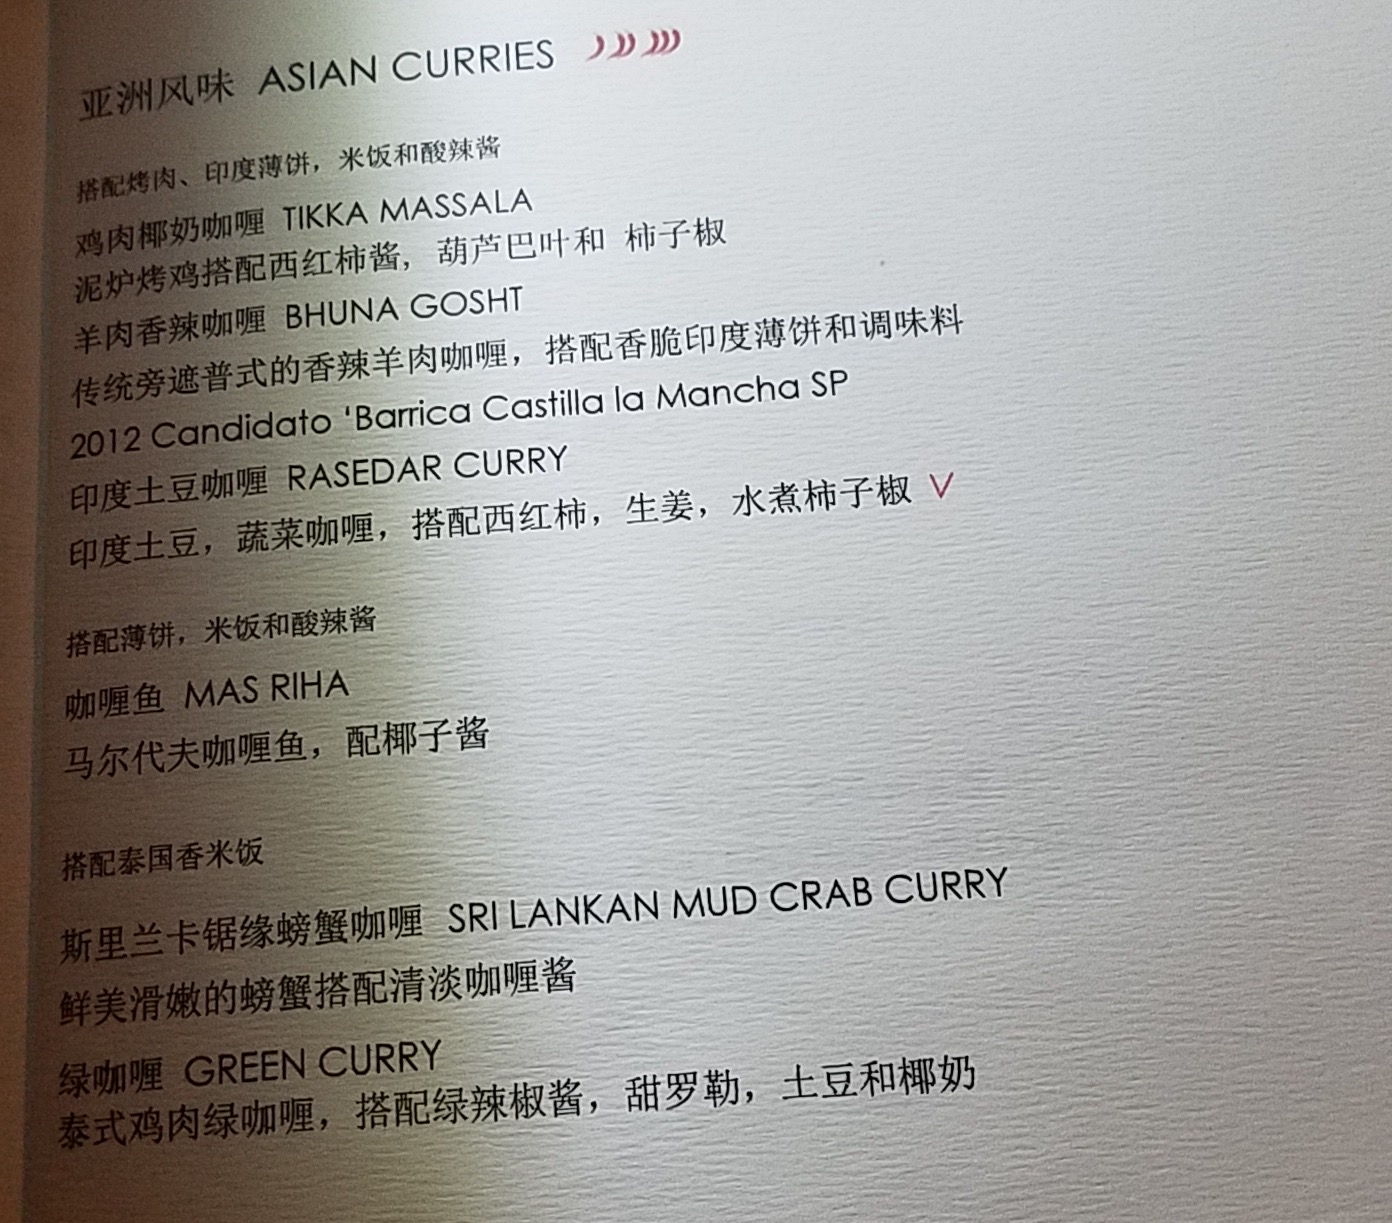 亚洲风味 ASIAN CURRIES
搭配烤肉、印度薄饼，米饭和酸辣酱
鸡肉椰奶咖喱 TIKKA MASSALA
泥炉烤鸡搭配西红柿酱，葫芦巴叶和 柿子椒
羊肉香辣咖喱 BHUNA GOSHT
传统旁遮普式的香辣羊肉咖喱，搭配香脆印度薄饼和调味料
2012 Candidato ‘Barrica Castilla la Mancha SP
印度土豆咖喱 RASEDAR CURRY
印度土豆，蔬菜咖喱，搭配西红柿，生姜，水煮柿子椒 V
搭配薄饼，米饭和酸辣酱
咖喱鱼 MAS RIHA
马尔代夫咖喱鱼，配椰子酱
搭配泰国香米饭
斯里兰卡锯缘螃蟹咖喱 SRI LANKAN MUD CRAB CURRY
鲜美滑嫩的螃蟹搭配清淡咖喱酱
绿咖喱 GREEN CURRY
泰式鸡肉绿咖喱，搭配绿辣椒酱，甜罗勒，土豆和椰奶